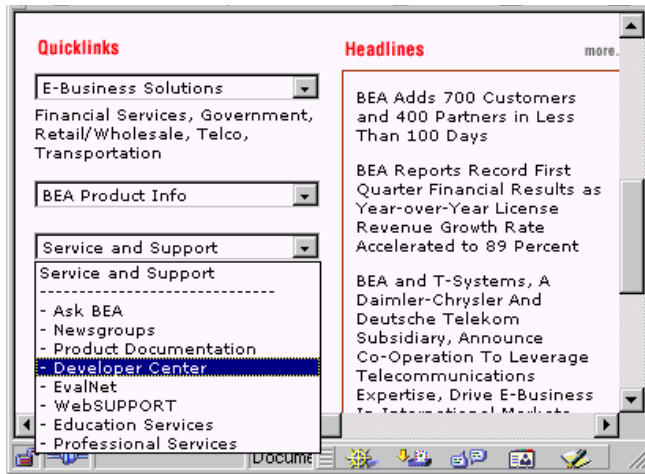 Quicklinks
E-Business Solutions
Financial Services, Government,
Retail/Wholesale, Telco,
Transportation
BEA Product Info
Service and Support
Service and Support
-----------------------------
- Ask BEA
- Newsgroups
- Product Documentation
- Developer Center
- EvalNet
- WebSUPPORT
- Education Services
- Professional Services
Headlines
more.
BEA Adds 700 Customers
and 400 Partners in Less
Than 100 Days
BEA Reports Record First
Quarter Financial Results as
Year-over-Year License
Revenue Growth Rate
Accelerated to 89 Percent
BEA and T-Systems, A
Daimler-Chrysler And
Deutsche Telekom
Subsidiary, Announce
Co-Operation To Leverage
Telecommunications
Expertise, Drive E-Business
In International Markets
Docume